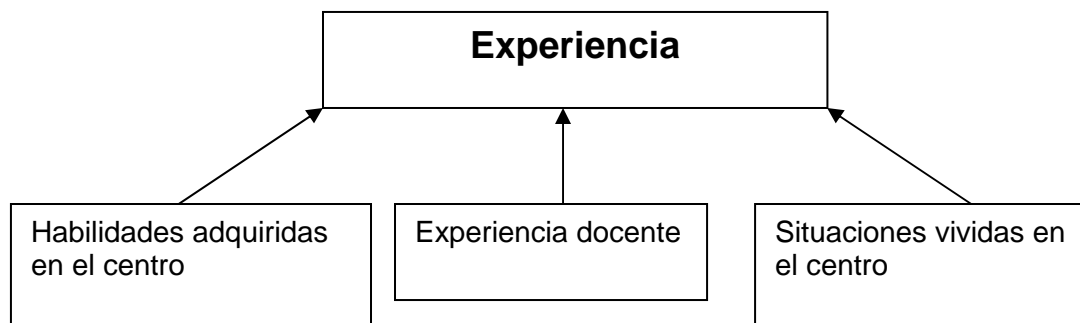 Experiencia
Habilidades adquiridas
en el centro
Experiencia docente
Situaciones vividas en
el centro